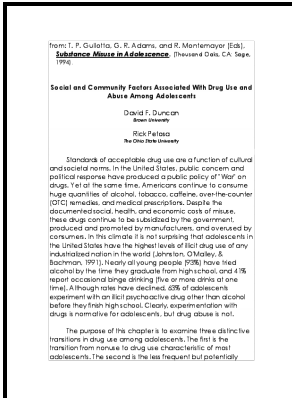 from: T. P. Gullotta, G. R. Adams, and R. Montemayor (Eds).
Substance Misuse in Adolescence. (Thousand Oaks, CA: Sage,
1994).
Social and Community Factors Associated With Drug Use and
Abuse Among Adolescents
David F. Duncan
Brown University
Rick Petosa
The Ohio State University
Standards of acceptable drug use are a function of cultural
and societal norms. In the United States, public concern and
political response have produced a public policy of "War" on
drugs. Yet at the same time, Americans continue to consume
huge quantities of alcohol, tobacco, caffeine, over-the-counter
(OTC) remedies, and medical prescriptions. Despite the
documented social, health, and economic costs of misuse,
these drugs continue to be subsidized by the government,
produced and promoted by manufacturers, and overused by
consumers. In this climate it is not surprising that adolescents in
the United States have the highest levels of illicit drug use of any
industrialized nation in the world (Johnston, O'Malley, &
Bachman, 1991). Nearly all young people (93%) have tried
alcohol by the time they graduate from high school, and 41%
report occasional binge drinking (five or more drinks at one
time). Although rates have declined, 63% of adolescents
experiment with an illicit psychoactive drug other than alcohol
before they finish high school. Clearly, experimentation with
drugs is normative for adolescents, but drug abuse is not.
The purpose of this chapter is to examine three distinctive
transitions in drug use among adolescents. The first is the
transition from nonuse to drug use characteristic of most
adolescents. The second is the less frequent but potentially